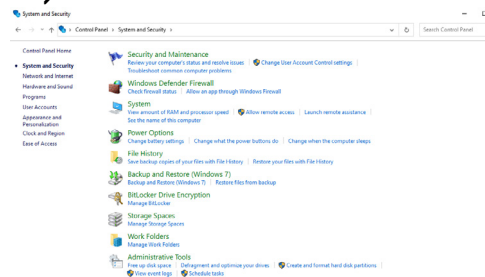 System and Security
Control Panel > System and Security >
Search Control Panel
Control Panel Home
System and Security
Network and Internet
Hardware and Sound
Programs
User Accounts
Appearance and
Personalization
Clock and Region
Ease of Access
Security and Maintenance
Review your computer's status and resolve issues | Change User Account Control settings |
Troubleshoot common computer problems
Windows Defender Firewall
Check firewall status | Allow an app through Windows Firewall
System
View amount of RAM and processor speed | Allow remote access | Launch remote assistance |
See the name of this computer
Power Options
Change battery settings | Change what the power buttons do | Change when the computer sleeps
File History
Save backup copies of your files with File History | Restore your files with File History
Backup and Restore (Windows 7)
Backup and Restore (Windows 7) | Restore files from backup
BitLocker Drive Encryption
Manage BitLocker
Storage Spaces
Manage Storage Spaces
Work Folders
Manage Work Folders
Administrative Tools
Free up disk space | Defragment and optimize your drives | Create and format hard disk partitions |
View event logs | Schedule tasks